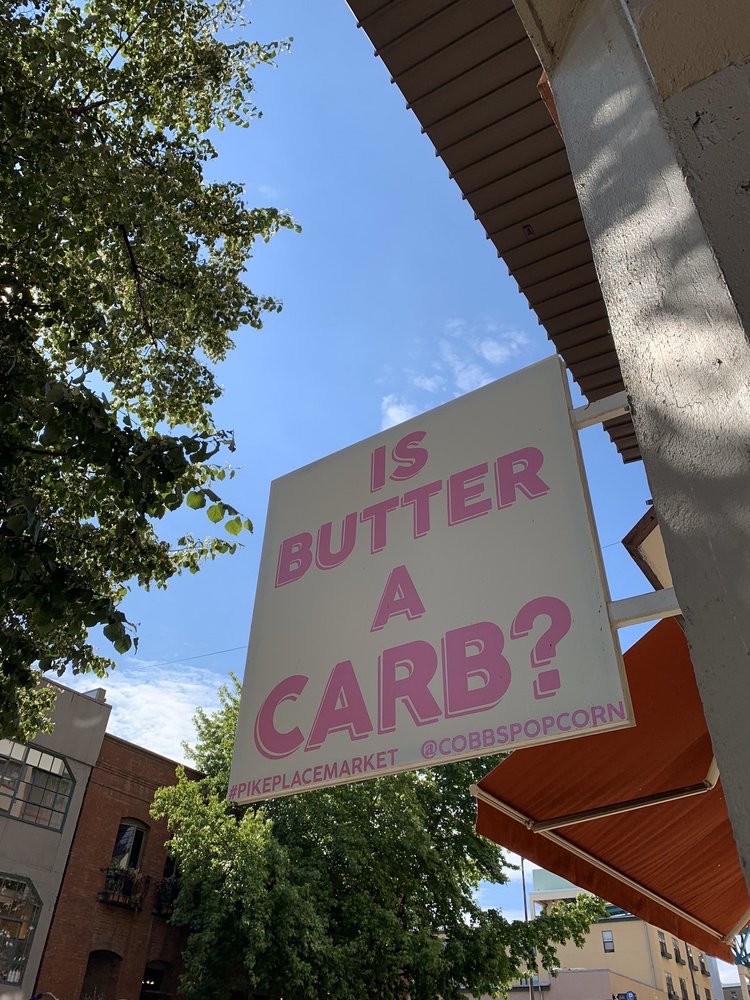 IS
BUTTER
A
CARB?
#PIKEPLACEMARKET @COBBSPOPCORN